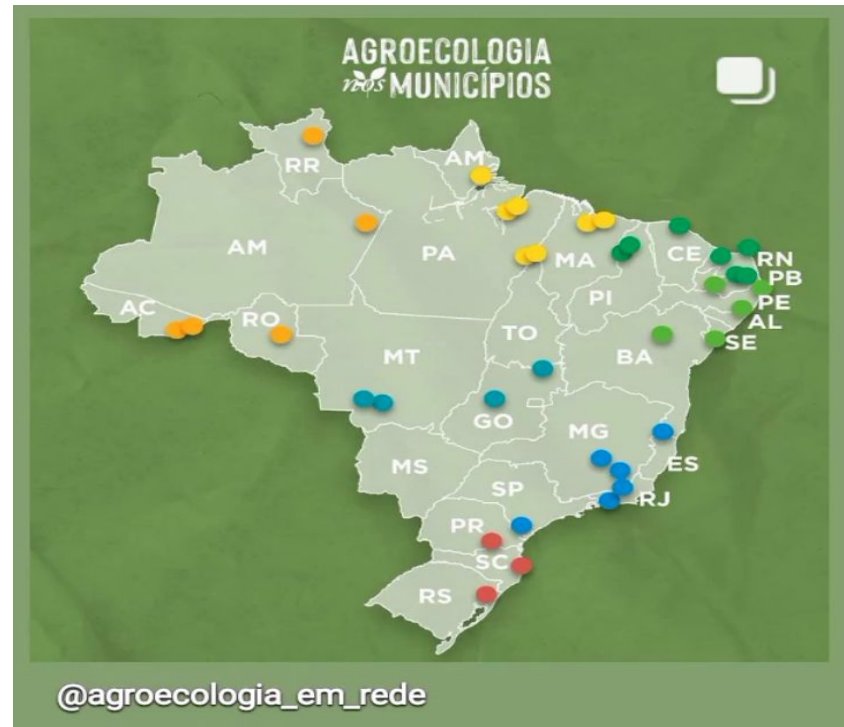 AGROECOLOGIA
nos MUNICÍPIOS
RR
AM
AM
PA
MA
CE
RN
PB
PI
PE
AC
RO
TO
AL
SE
MT
BA
GO
MG
MS
ES
SP
RJ
PR
SC
RS
@agroecologia_em_rede